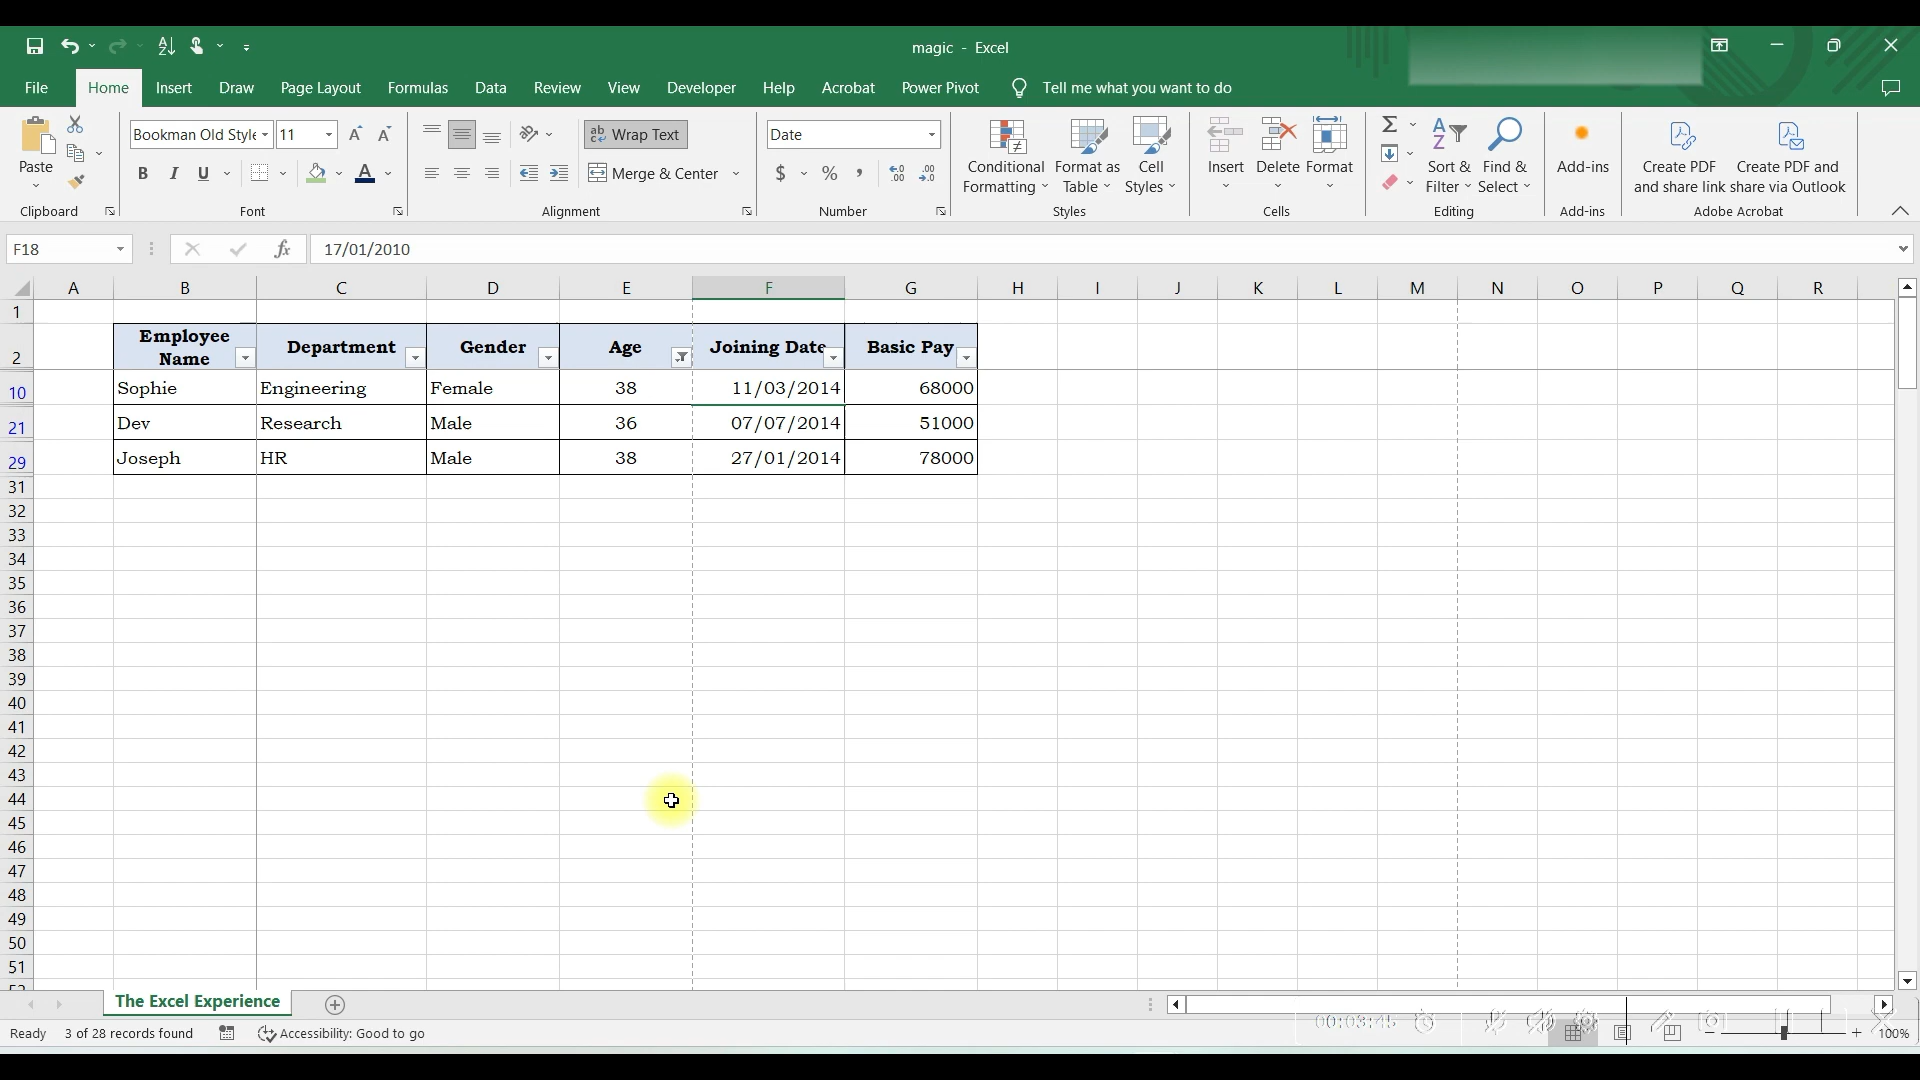 magic - Excel
File Home Insert Draw Page Layout Formulas Data Review View Developer Help Acrobat Power Pivot Tell me what you want to do
Bookman Old Style 11 Wrap Text Date
Paste Conditional Formatting Format as Table Cell Styles Insert Delete Format Sort & Filter Find & Select Add-ins Create PDF and share link Create PDF and share via Outlook
B I U Merge & Center $ % ,
Clipboard Font Alignment Number Styles Cells Editing Add-ins Adobe Acrobat
F18 fx 17/01/2010
A B C D E F G H I J K L M N O P Q R
1
2 Employee Name Department Gender Age Joining Date Basic Pay
10 Sophie Engineering Female 38 11/03/2014 68000
21 Dev Research Male 36 07/07/2014 51000
29 Joseph HR Male 38 27/01/2014 78000
31
32
33
34
35
36
37
38
39
40
41
42
43
44
45
46
47
48
49
50
51
The Excel Experience
Ready 3 of 28 records found Accessibility: Good to go 00:03:45 100%